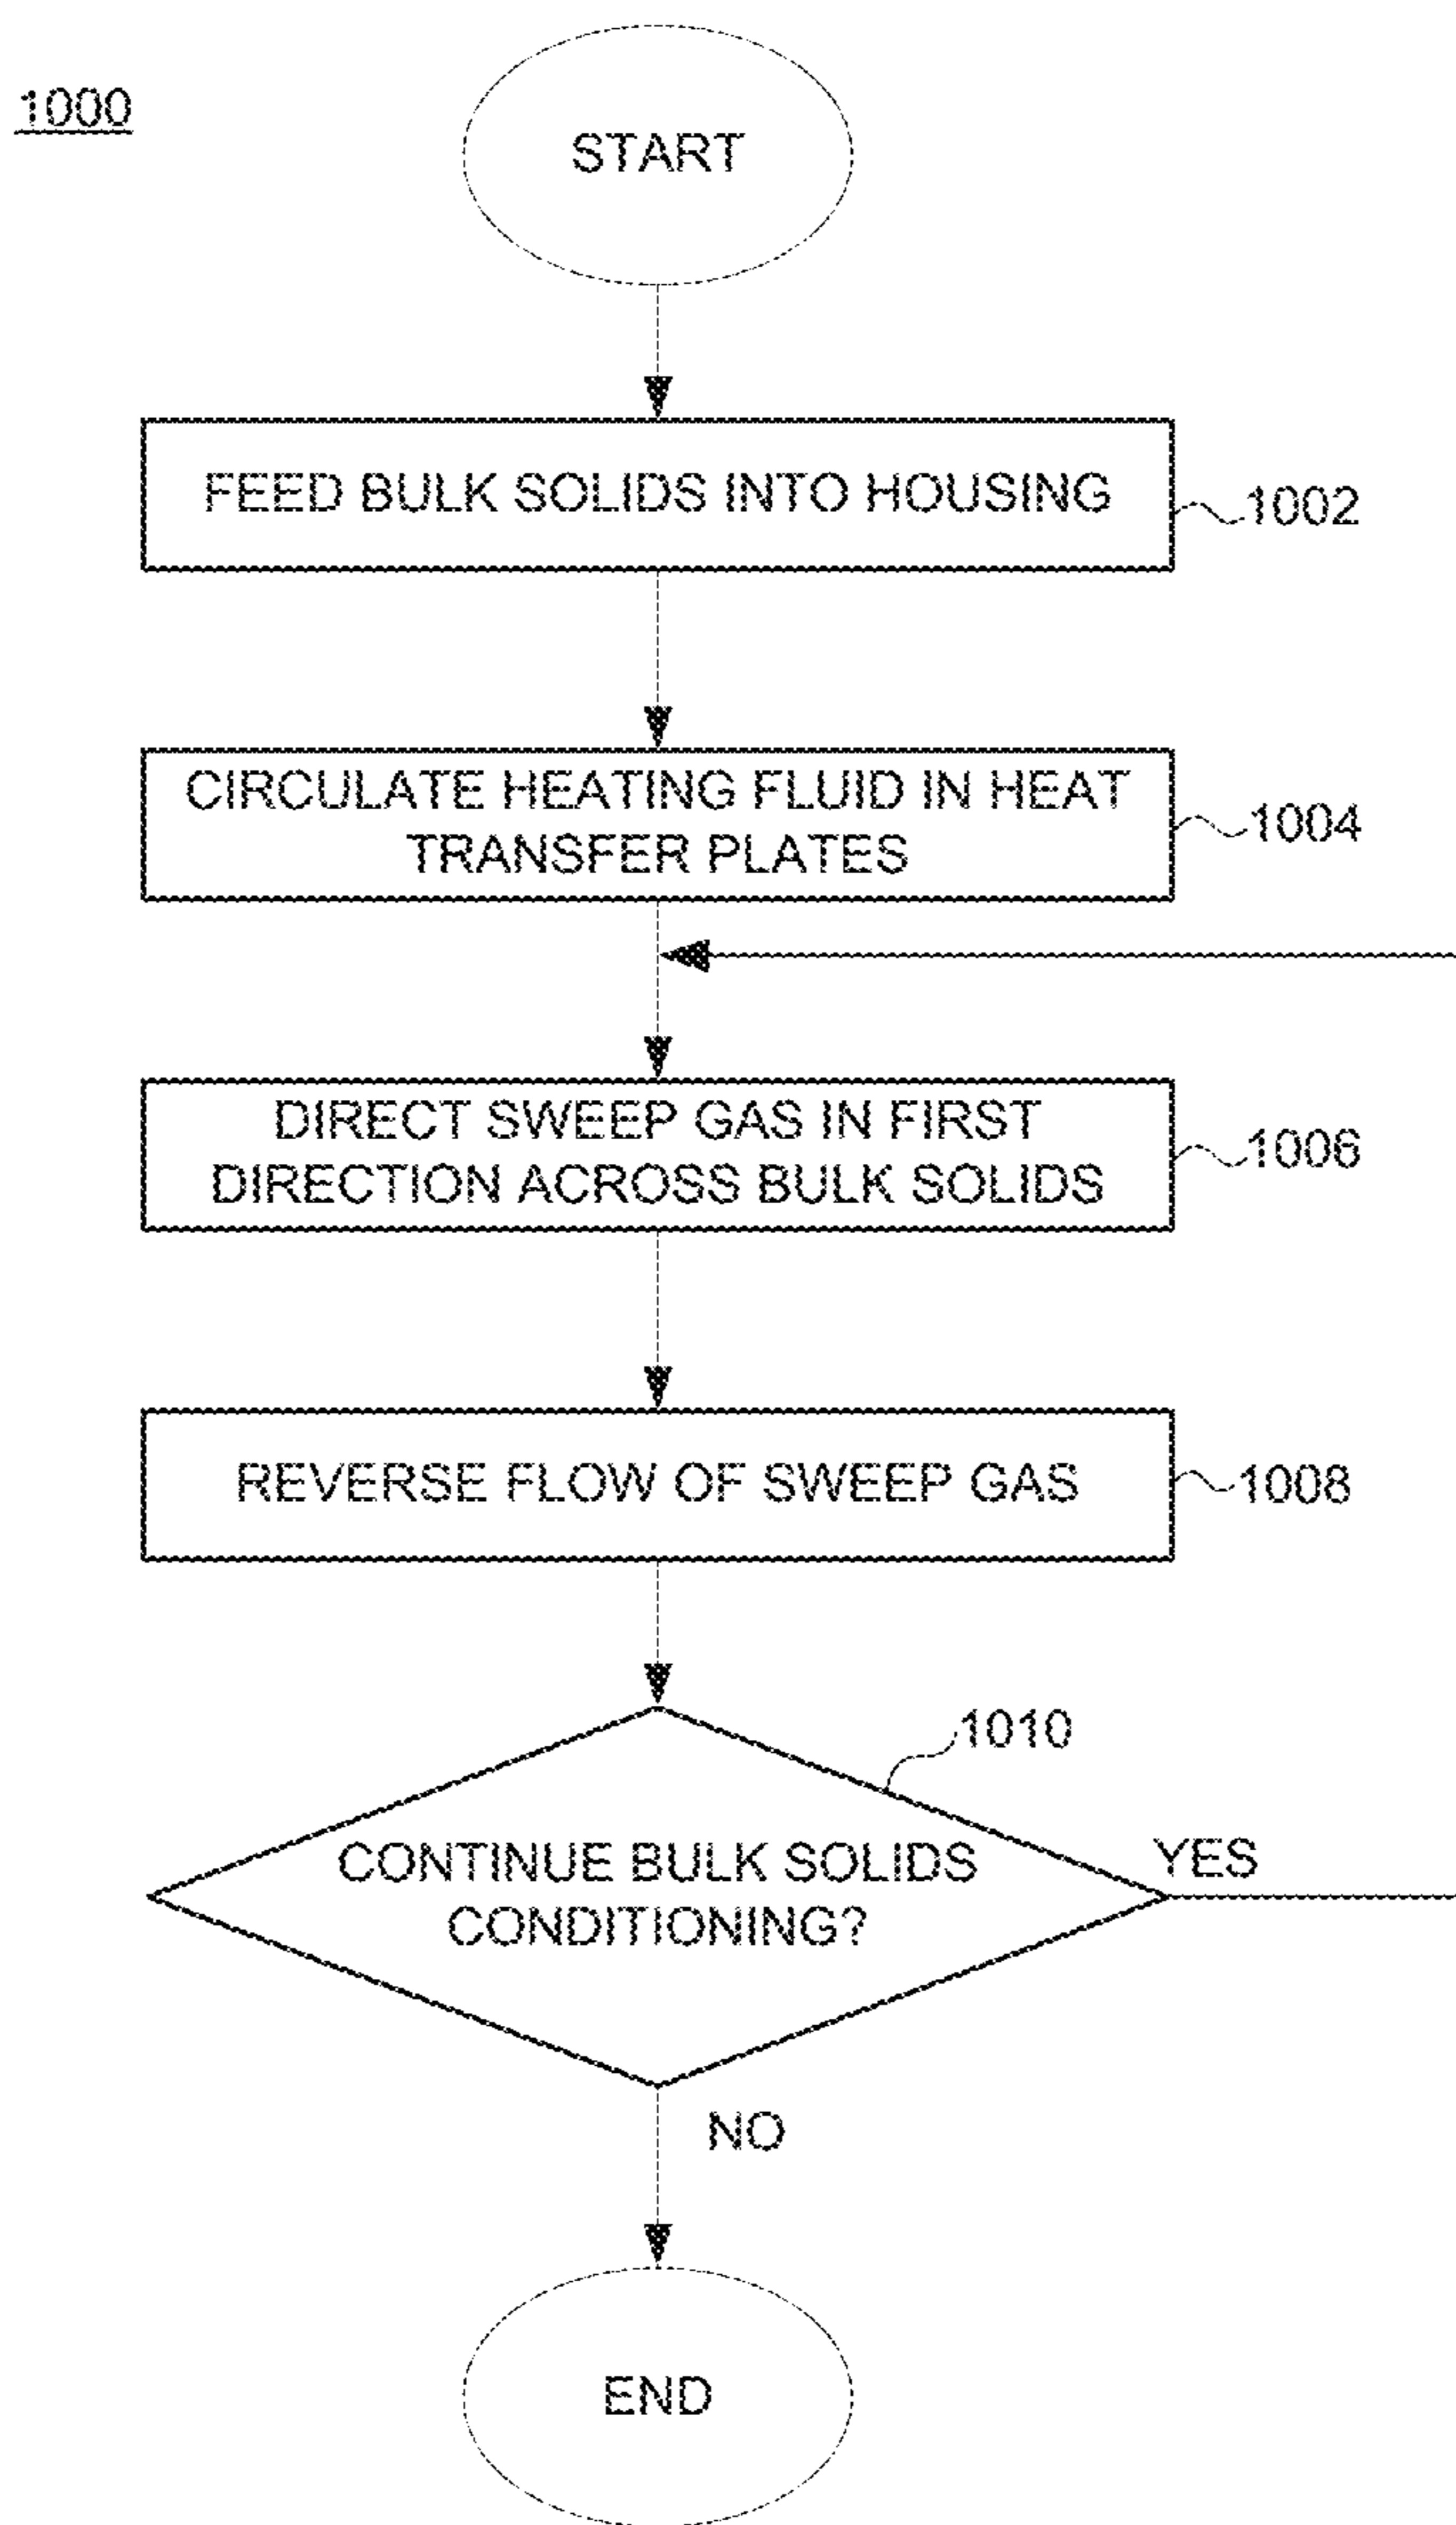 1000
START
FEED BULK SOLIDS INTO HOUSING
1002
CIRCULATE HEATING FLUID IN HEAT
TRANSFER PLATES
1004
DIRECT SWEEP GAS IN FIRST
DIRECTION ACROSS BULK SOLIDS
1006
REVERSE FLOW OF SWEEP GAS
1008
1010
CONTINUE BULK SOLIDS
CONDITIONING?
YES
NO
END